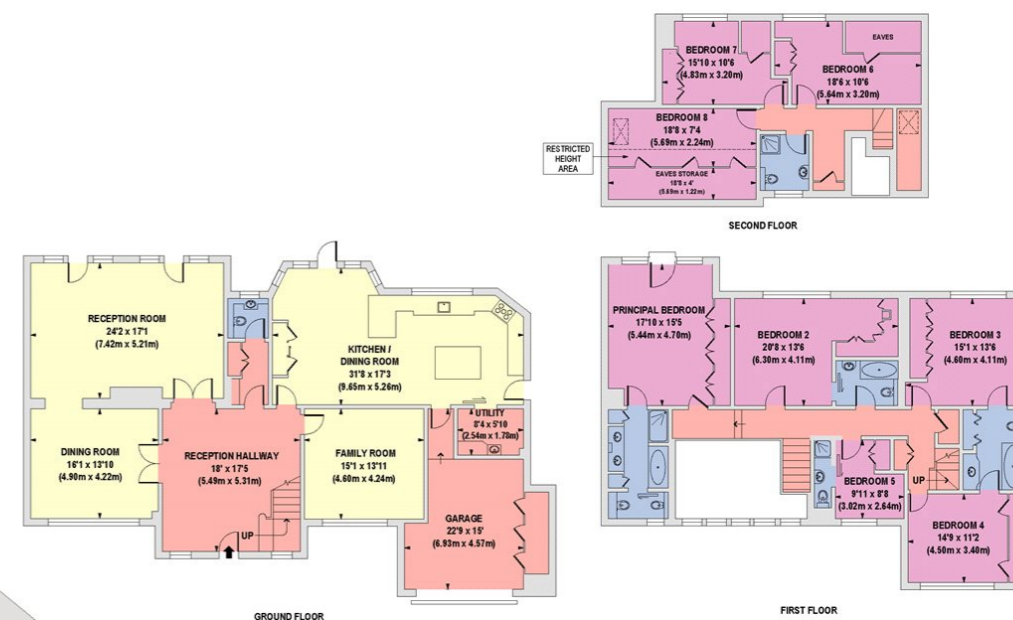 BEDROOM 7
15'10 x 10'6
(4.83m x 3.20m)
EAVES
BEDROOM 6
18'6 x 10'6
(5.64m x 3.20m)
BEDROOM 8
18'8 x 7'4
(5.69m x 2.24m)
RESTRICTED
HEIGHT
AREA
EAVES STORAGE
18'8 x 4'
(5.69m x 1.22m)
SECOND FLOOR
RECEPTION ROOM
24'2 x 17'1
(7.42m x 5.21m)
KITCHEN /
DINING ROOM
31'8 x 17'3
(9.65m x 5.26m)
UTILITY
8'4 x 5'10
(2.54m x 1.78m)
DINING ROOM
16'1 x 13'10
(4.90m x 4.22m)
RECEPTION HALLWAY
18' x 17'5
(5.49m x 5.31m)
FAMILY ROOM
15'1 x 13'11
(4.60m x 4.24m)
UP
GARAGE
22'9 x 15'
(6.93m x 4.57m)
GROUND FLOOR
PRINCIPAL BEDROOM
17'10 x 15'5
(5.44m x 4.70m)
BEDROOM 2
20'8 x 13'6
(6.30m x 4.11m)
BEDROOM 3
15'1 x 13'6
(4.60m x 4.11m)
BEDROOM 5
9'11 x 8'8
(3.02m x 2.64m)
UP
BEDROOM 4
14'9 x 11'2
(4.50m x 3.40m)
FIRST FLOOR